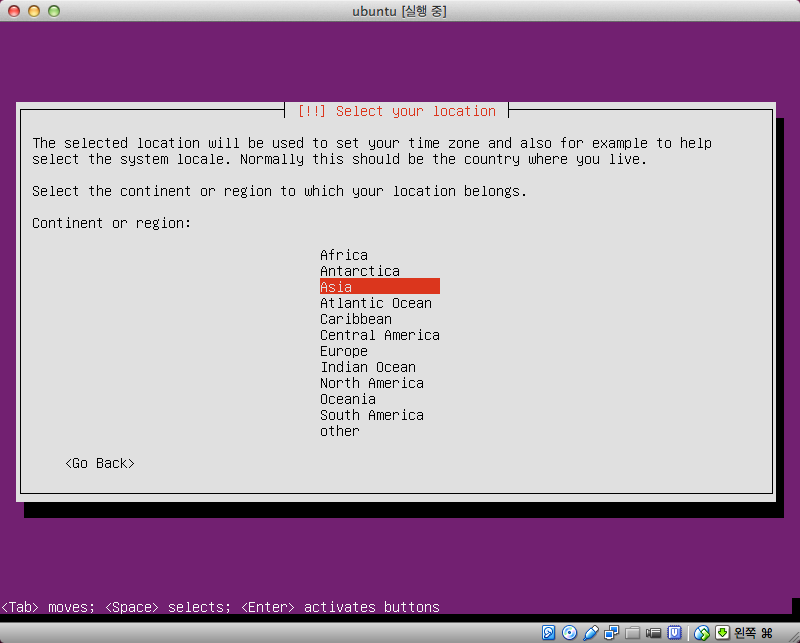 ubuntu [실행 중]
[!!] Select your location
The selected location will be used to set your time zone and also for example to help
select the system locale. Normally this should be the country where you live.
Select the continent or region to which your location belongs.
Continent or region:
Africa
Antarctica
Asia
Atlantic Ocean
Caribbean
Central America
Europe
Indian Ocean
North America
Oceania
South America
other
<Go Back>
<Tab> moves; <Space> selects; <Enter> activates buttons
왼쪽 ⌘